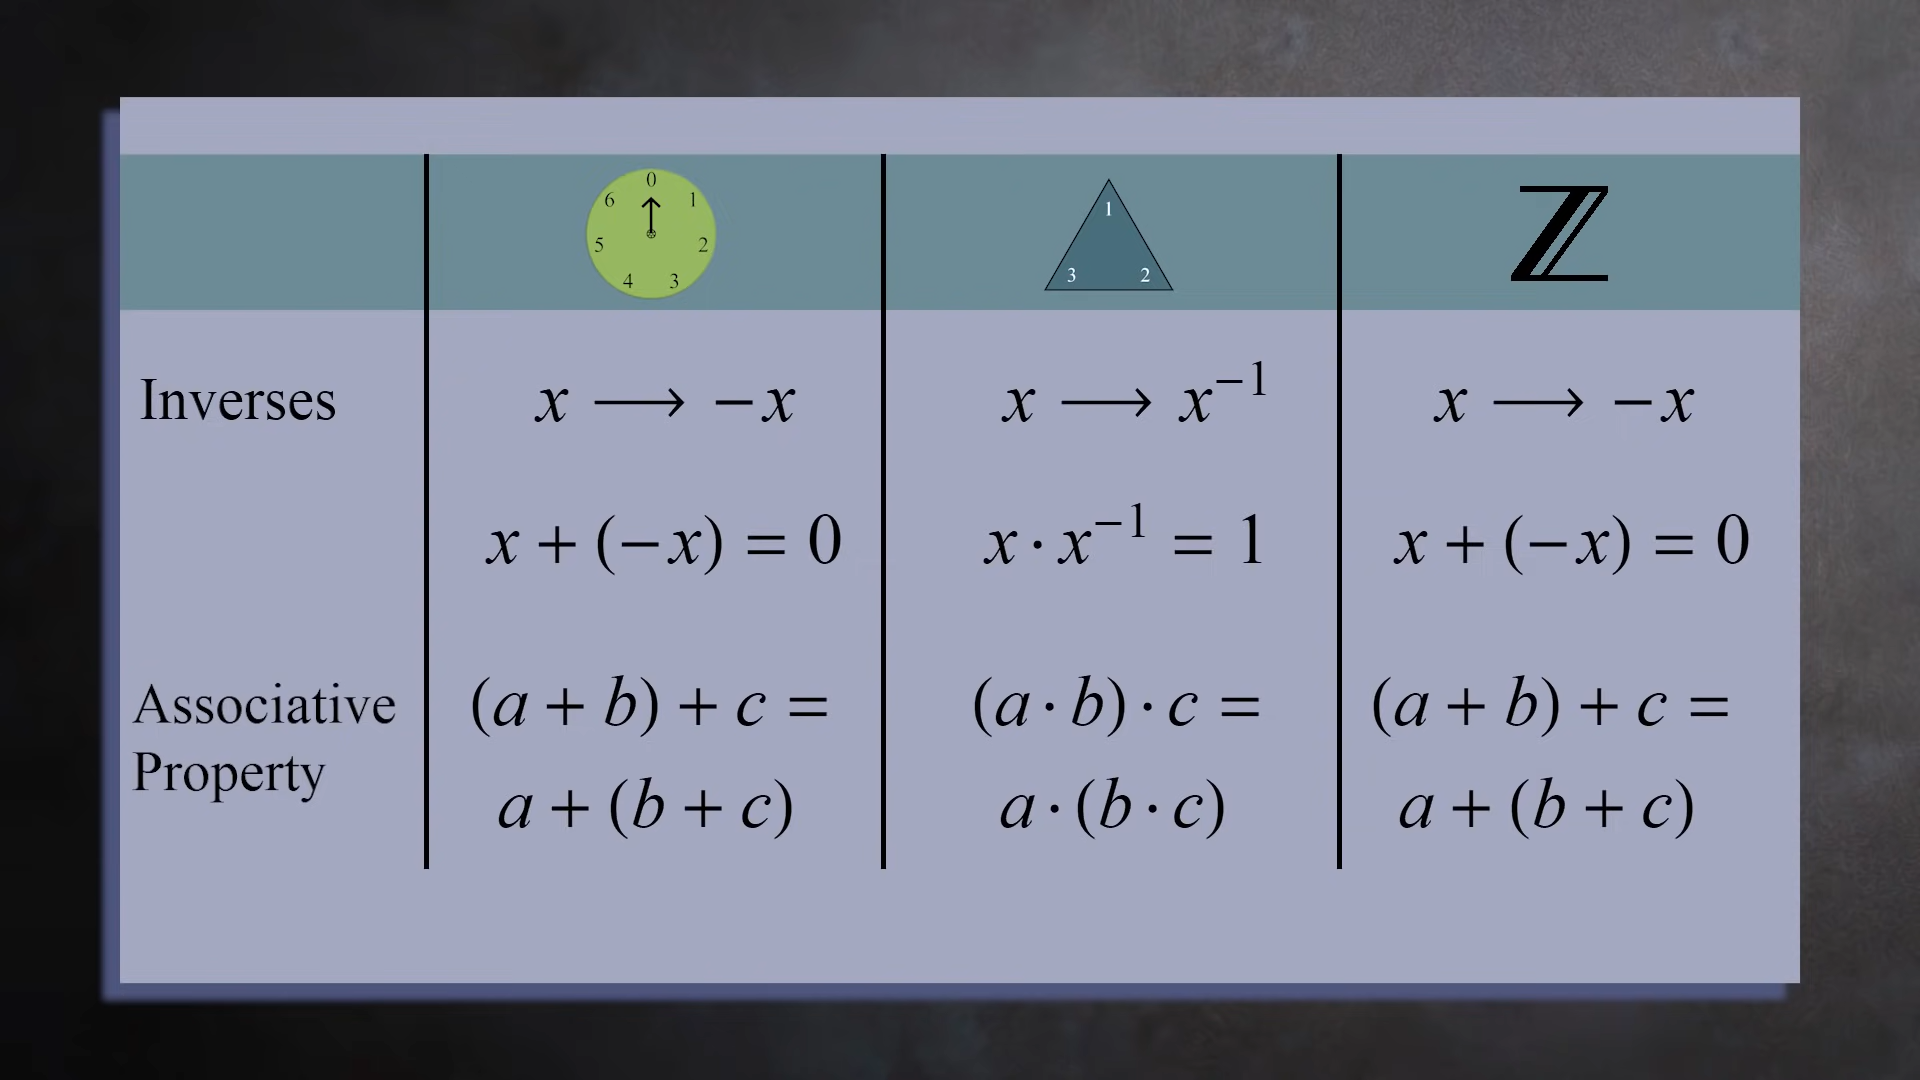 0
6 1
5 2
4 3
1
3 2
ℤ
Inverses
x ⟶ −x
x ⟶ x⁻¹
x ⟶ −x
x + (−x) = 0
x · x⁻¹ = 1
x + (−x) = 0
Associative
Property
(a + b) + c =
a + (b + c)
(a · b) · c =
a · (b · c)
(a + b) + c =
a + (b + c)